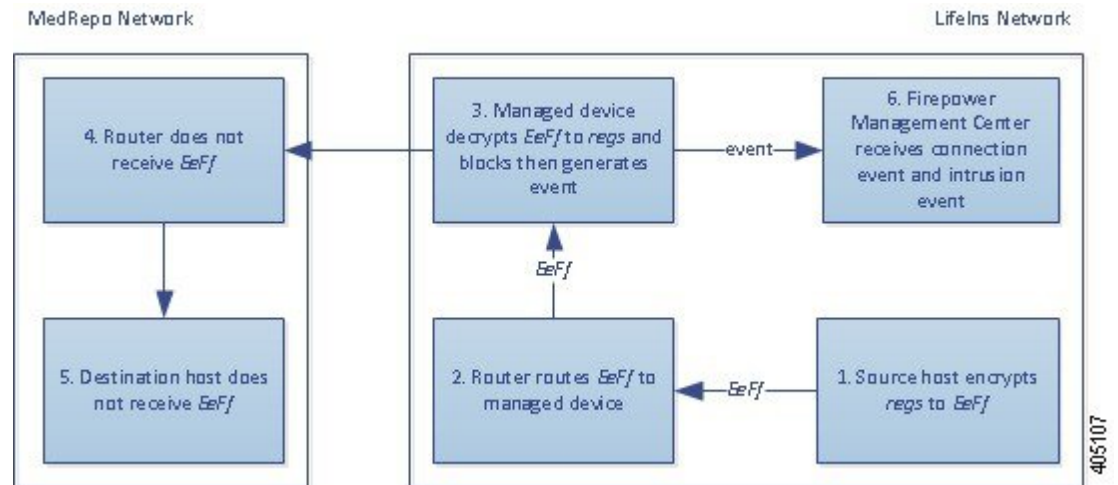 MedRepo Network
LifeIns Network
4. Router does not
receive EeFf
3. Managed device
decrypts EeFf to regs and
blocks then generates
event
event
6. Firepower
Management Center
receives connection
event and intrusion
event
EeFf
5. Destination host does
not receive EeFf
2. Router routes EeFf to
managed device
EeFf
1. Source host encrypts
regs to EeFf
405107